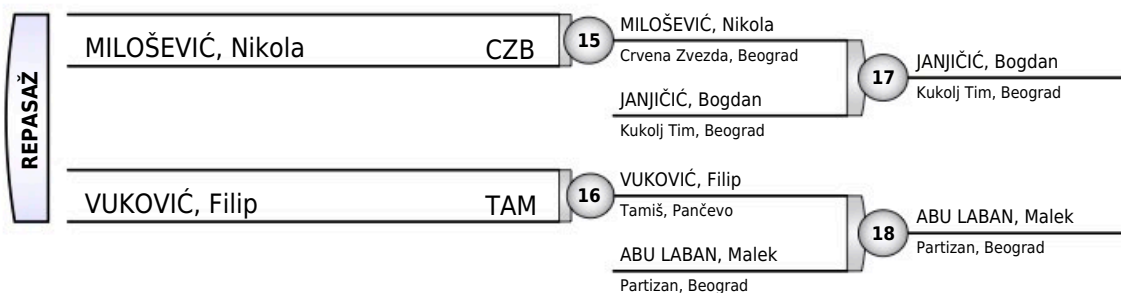 REPASAŽ
MILOŠEVIĆ, Nikola CZB
15
MILOŠEVIĆ, Nikola
Crvena Zvezda, Beograd
JANJIČIĆ, Bogdan
Kukolj Tim, Beograd
17
JANJIČIĆ, Bogdan
Kukolj Tim, Beograd
VUKOVIĆ, Filip TAM
16
VUKOVIĆ, Filip
Tamiš, Pančevo
ABU LABAN, Malek
Partizan, Beograd
18
ABU LABAN, Malek
Partizan, Beograd